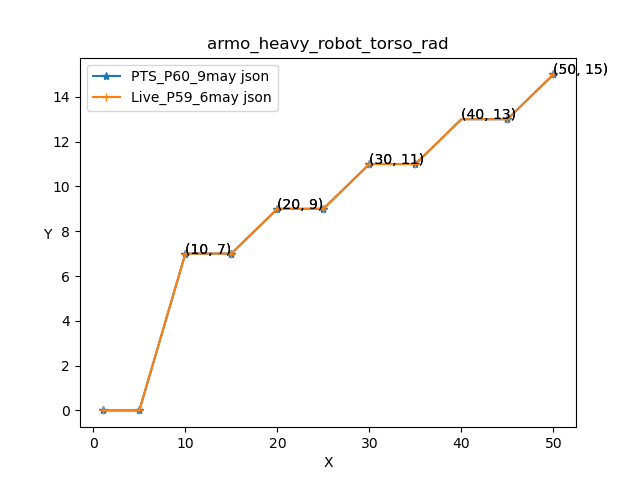 armo_heavy_robot_torso_rad
PTS_P60_9may json
Live_P59_6may json
(50, 15)
(40, 13)
(30, 11)
(20, 9)
(10, 7)
Y
14
12
10
8
6
4
2
0
0 10 20 30 40 50
X